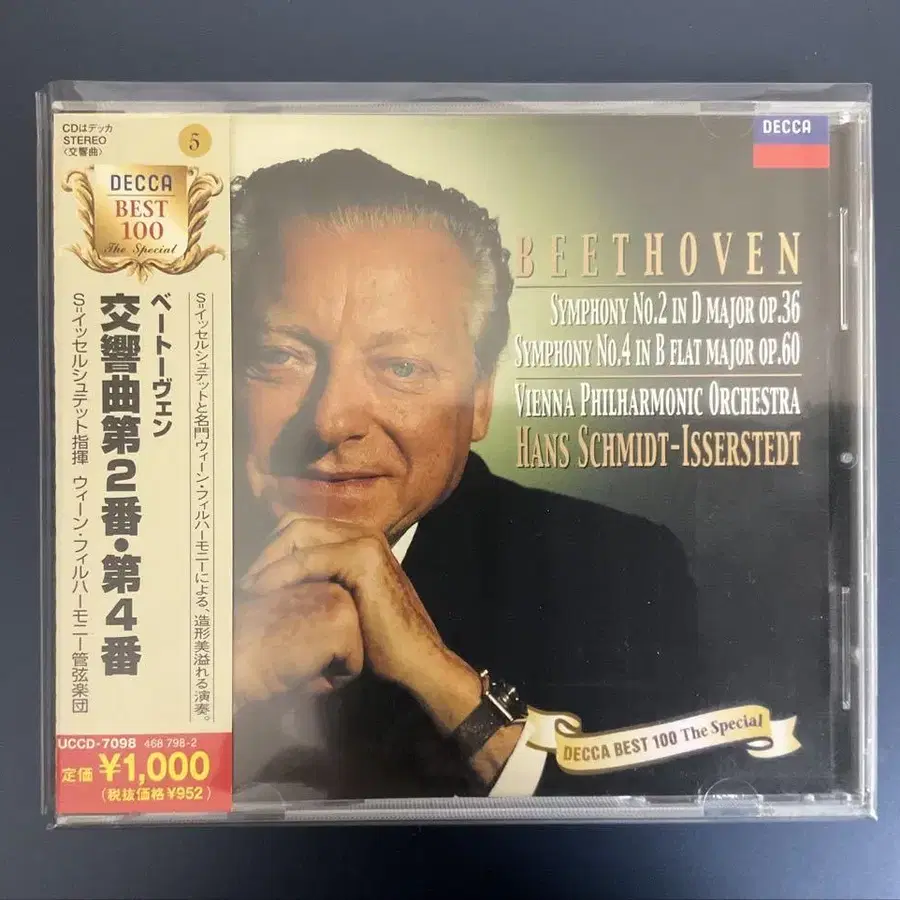 CDはデッカ
STEREO
〈交響曲〉
5
DECCA
BEST
100
The Special
ベートーヴェン
交響曲第2番・第4番
S=イッセルシュテット指揮 ウィーン・フィルハーモニー管弦楽団
S=イッセルシュテットと名門ウィーン・フィルハーモニーによる、造形美溢れる演奏。
UCCD-7098 468 798-2
定価 ¥1,000
(税抜価格¥952)
DECCA
BEETHOVEN
SYMPHONY NO.2 IN D MAJOR OP.36
SYMPHONY NO.4 IN B FLAT MAJOR OP.60
VIENNA PHILHARMONIC ORCHESTRA
HANS SCHMIDT-ISSERSTEDT
DECCA BEST 100 The Special